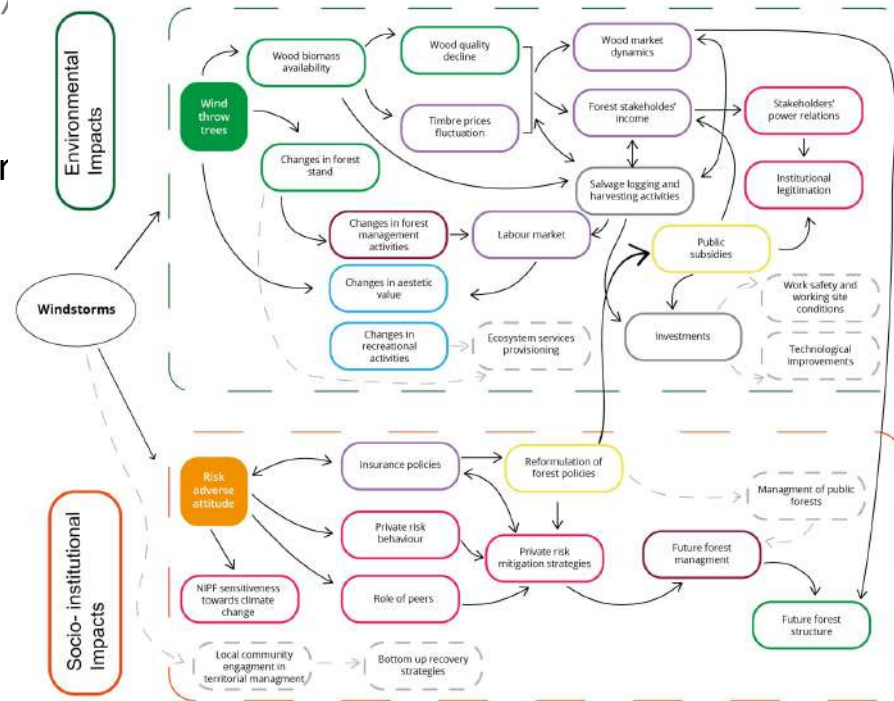 Environmental
Impacts
Wind
throw
trees
Wood biomass
availability
Wood quality
decline
Timbre prices
fluctuation
Wood market
dynamics
Forest stakeholdes'
income
Stakeholders'
power relations
Institutional
legitimation
Changes in forest
stand
Salvage logging and
harvesting activities
Changes in forest
management
activities
Labour market
Public
subsidies
Changes in aestetic
value
Changes in
recreational
activities
Ecosystem services
provisioning
Investments
Work safety and
working site
conditions
Technological
improvements
Windstorms
Socio- institutional
Impacts
Risk
adverse
attitude
Insurance policies
Reformulation of
forest policies
Managment of public
forests
Private risk
behaviour
Private risk
mitigation strategies
Future forest
managment
NIPF sensitiveness
towards climate
change
Role of peers
Future forest
structure
Local community
engagment in
territorial managment
Bottom up recovery
strategies